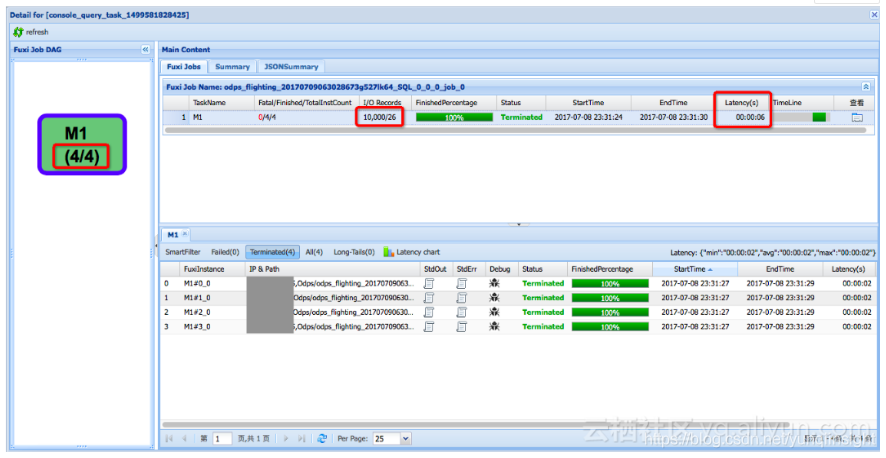 Detail for [console_query_task_1499581828425]
refresh
Fuxi Job DAG
Main Content
Fuxi Jobs Summary JSONSummary
Fuxi Job Name: odps_flighting_20170709063028673g527lk64_SQL_0_0_0_job_0
TaskName Fatal/Finished/TotalInstCount I/O Records FinishedPercentage Status StartTime EndTime Latency(s) TimeLine 查看
1 M1 0/4/4 10,000/26 100% Terminated 2017-07-08 23:31:24 2017-07-08 23:31:30 00:00:06
M1
(4/4)
M1
SmartFilter Failed(0) Terminated(4) All(4) Long-Tails(0) Latency chart Latency: {"min":"00:00:02","avg":"00:00:02","max":"00:00:02"}
FuxiInstance IP & Path StdOut StdErr Debug Status FinishedPercentage StartTime EndTime Latency(s)
0 M1#0_0 ,Odps/odps_flighting_20170709063... Terminated 100% 2017-07-08 23:31:27 2017-07-08 23:31:29 00:00:02
1 M1#1_0 Odps/odps_flighting_201707090630... Terminated 100% 2017-07-08 23:31:27 2017-07-08 23:31:29 00:00:02
2 M1#2_0 Odps/odps_flighting_201707090630... Terminated 100% 2017-07-08 23:31:27 2017-07-08 23:31:29 00:00:02
3 M1#3_0 ,Odps/odps_flighting_20170709063... Terminated 100% 2017-07-08 23:31:27 2017-07-08 23:31:29 00:00:02
第 1 页,共 1 页 Per Page: 25
云栖社区 yq.aliyun.com